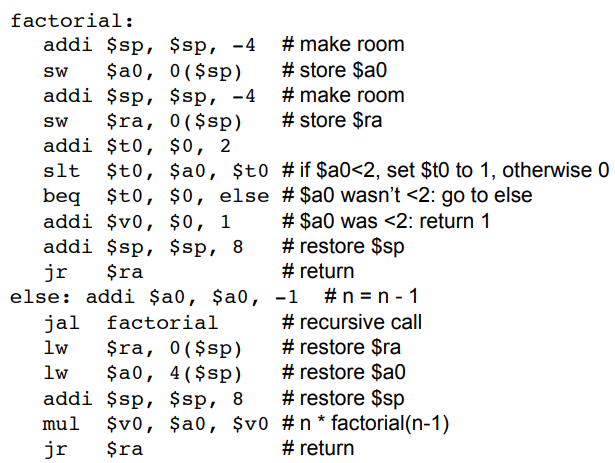 factorial:
addi $sp, $sp, -4 # make room
sw $a0, 0($sp) # store $a0
addi $sp, $sp, -4 # make room
sw $ra, 0($sp) # store $ra
addi $t0, $0, 2
slt $t0, $a0, $t0 # if $a0<2, set $t0 to 1, otherwise 0
beq $t0, $0, else # $a0 wasn’t <2: go to else
addi $v0, $0, 1 # $a0 was <2: return 1
addi $sp, $sp, 8 # restore $sp
jr $ra # return
else: addi $a0, $a0, -1 # n = n - 1
jal factorial # recursive call
lw $ra, 0($sp) # restore $ra
lw $a0, 4($sp) # restore $a0
addi $sp, $sp, 8 # restore $sp
mul $v0, $a0, $v0 # n * factorial(n-1)
jr $ra # return